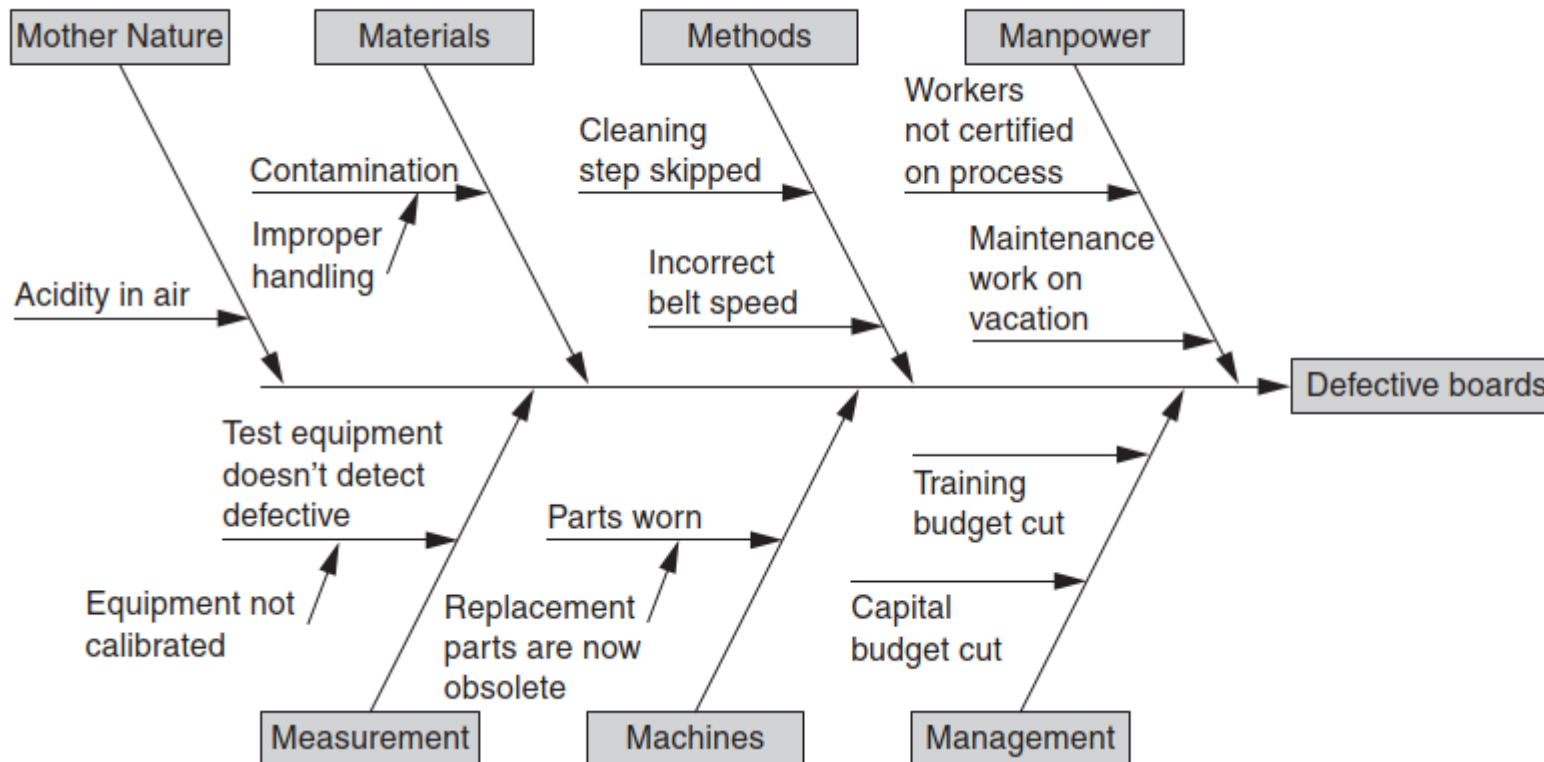 Mother Nature
Materials
Methods
Manpower
Workers
not certified
on process
Cleaning
step skipped
Contamination
Improper
handling
Maintenance
work on
vacation
Incorrect
belt speed
Acidity in air
Defective boards
Test equipment
doesn't detect
defective
Training
budget cut
Parts worn
Equipment not
calibrated
Replacement
parts are now
obsolete
Capital
budget cut
Measurement
Machines
Management